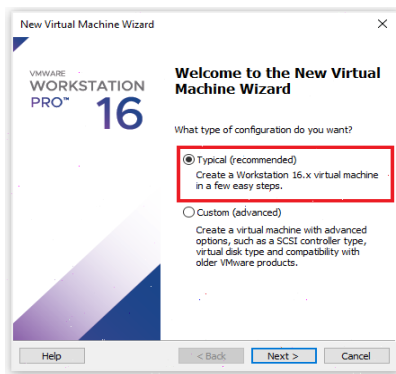 New Virtual Machine Wizard
VMWARE
WORKSTATION
PRO™
16
Welcome to the New Virtual
Machine Wizard
What type of configuration do you want?
Typical (recommended)
Create a Workstation 16.x virtual machine
in a few easy steps.
Custom (advanced)
Create a virtual machine with advanced
options, such as a SCSI controller type,
virtual disk type and compatibility with
older VMware products.
Help
< Back
Next >
Cancel